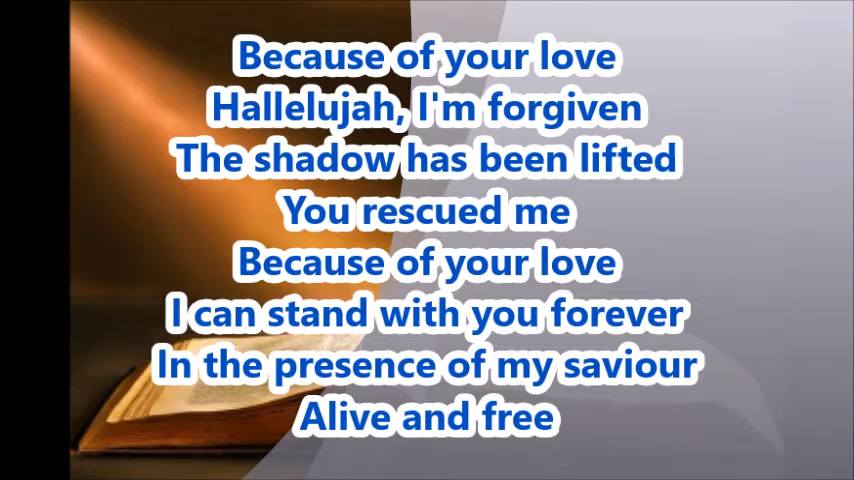 Because of your love
Hallelujah, I'm forgiven
The shadow has been lifted
You rescued me
Because of your love
I can stand with you forever
In the presence of my saviour
Alive and free